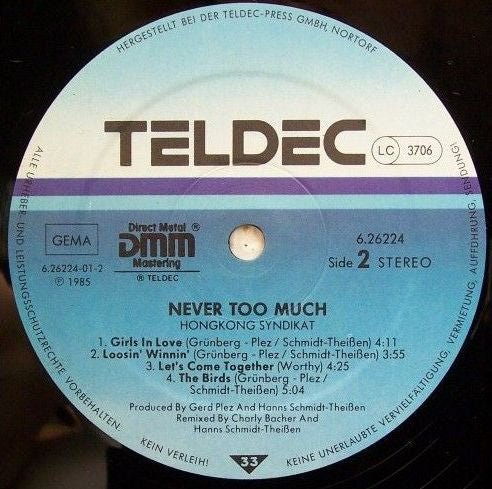 HERGESTELLT BEI DER TELDEC-PRESS GMBH, NORTORF
TELDEC
LC 3706
GEMA
6.26224-01-2
℗ 1985
Direct Metal ®
DMM
Mastering
® TELDEC
6.26224
Side 2 STEREO
NEVER TOO MUCH
HONGKONG SYNDIKAT
1. Girls In Love (Grünberg - Plez / Schmidt-Theißen) 4:11
2. Loosin' Winnin' (Grünberg - Plez / Schmidt-Theißen) 3:55
3. Let's Come Together (Worthy) 4:25
4. The Birds (Grünberg - Plez /
Schmidt-Theißen) 5:04
Produced By Gerd Plez And Hanns Schmidt-Theißen
Remixed By Charly Bacher And
Hanns Schmidt-Theißen
33
ALLE URHEBER- UND LEISTUNGSSCHUTZRECHTE VORBEHALTEN.
KEIN VERLEIH!
KEINE UNERLAUBTE VERVIELFÄLTIGUNG, VERMIETUNG, AUFFÜHRUNG, SENDUNG!